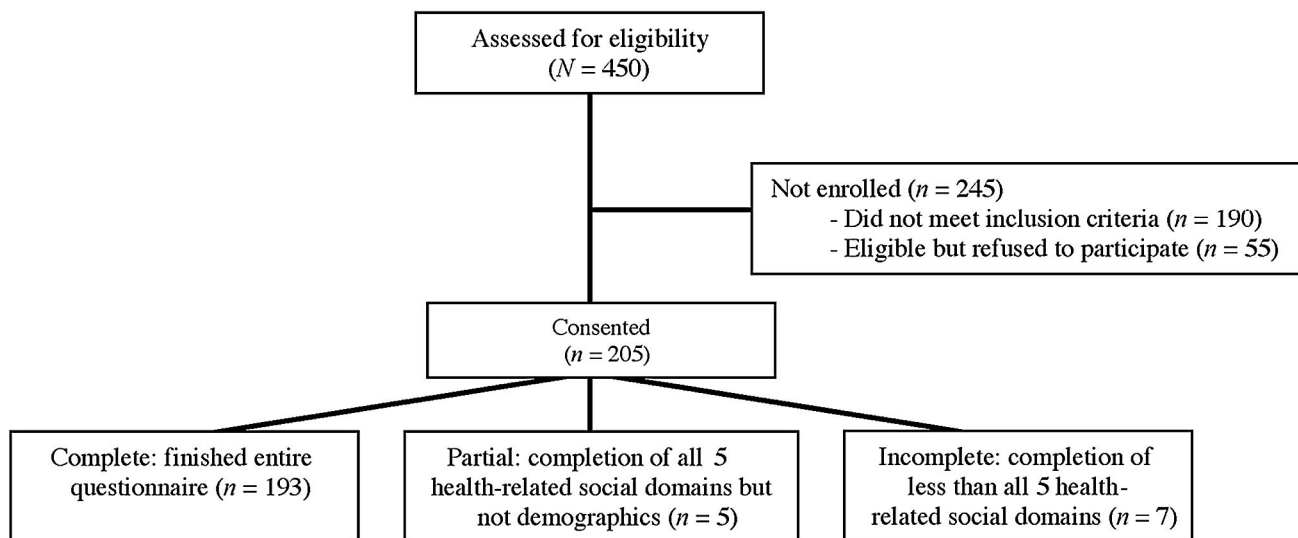 Assessed for eligibility
(N = 450)
Not enrolled (n = 245)
- Did not meet inclusion criteria (n = 190)
- Eligible but refused to participate (n = 55)
Consented
(n = 205)
Complete: finished entire
questionnaire (n = 193)
Partial: completion of all 5
health-related social domains but
not demographics (n = 5)
Incomplete: completion of
less than all 5 health-
related social domains (n = 7)